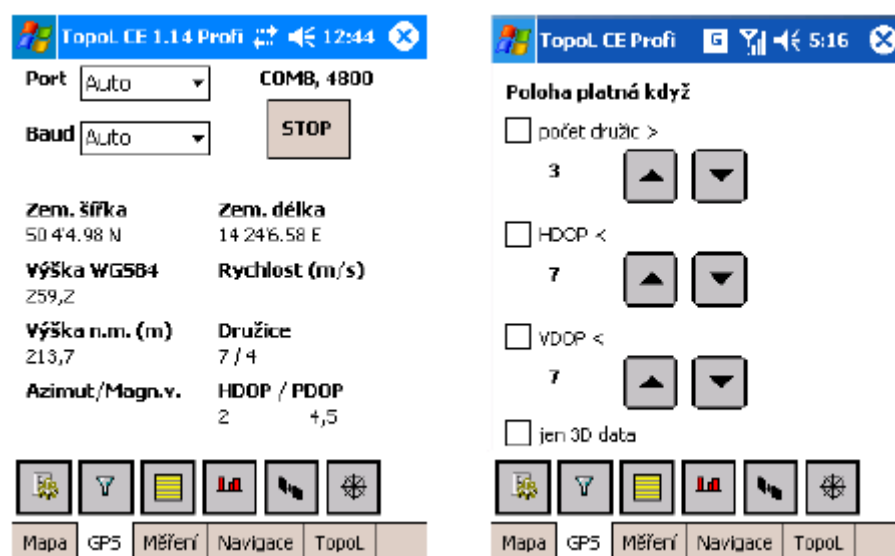 TopoL CE 1.14 Profi 12:44
Port Auto COM8, 4800
Baud Auto STOP
Zem. šířka Zem. délka
50 4'4.98 N 14 24'6.58 E
Výška WGS84 Rychlost (m/s)
259,2
Výška n.m. (m) Družice
213,7 7 / 4
Azimut/Magn.v. HDOP / PDOP
2 4,5
Mapa GPS Měření Navigace TopoL
TopoL CE Profi G 5:16
Poloha platná když
počet družic >
3
HDOP <
7
VDOP <
7
jen 3D data
Mapa GPS Měření Navigace TopoL